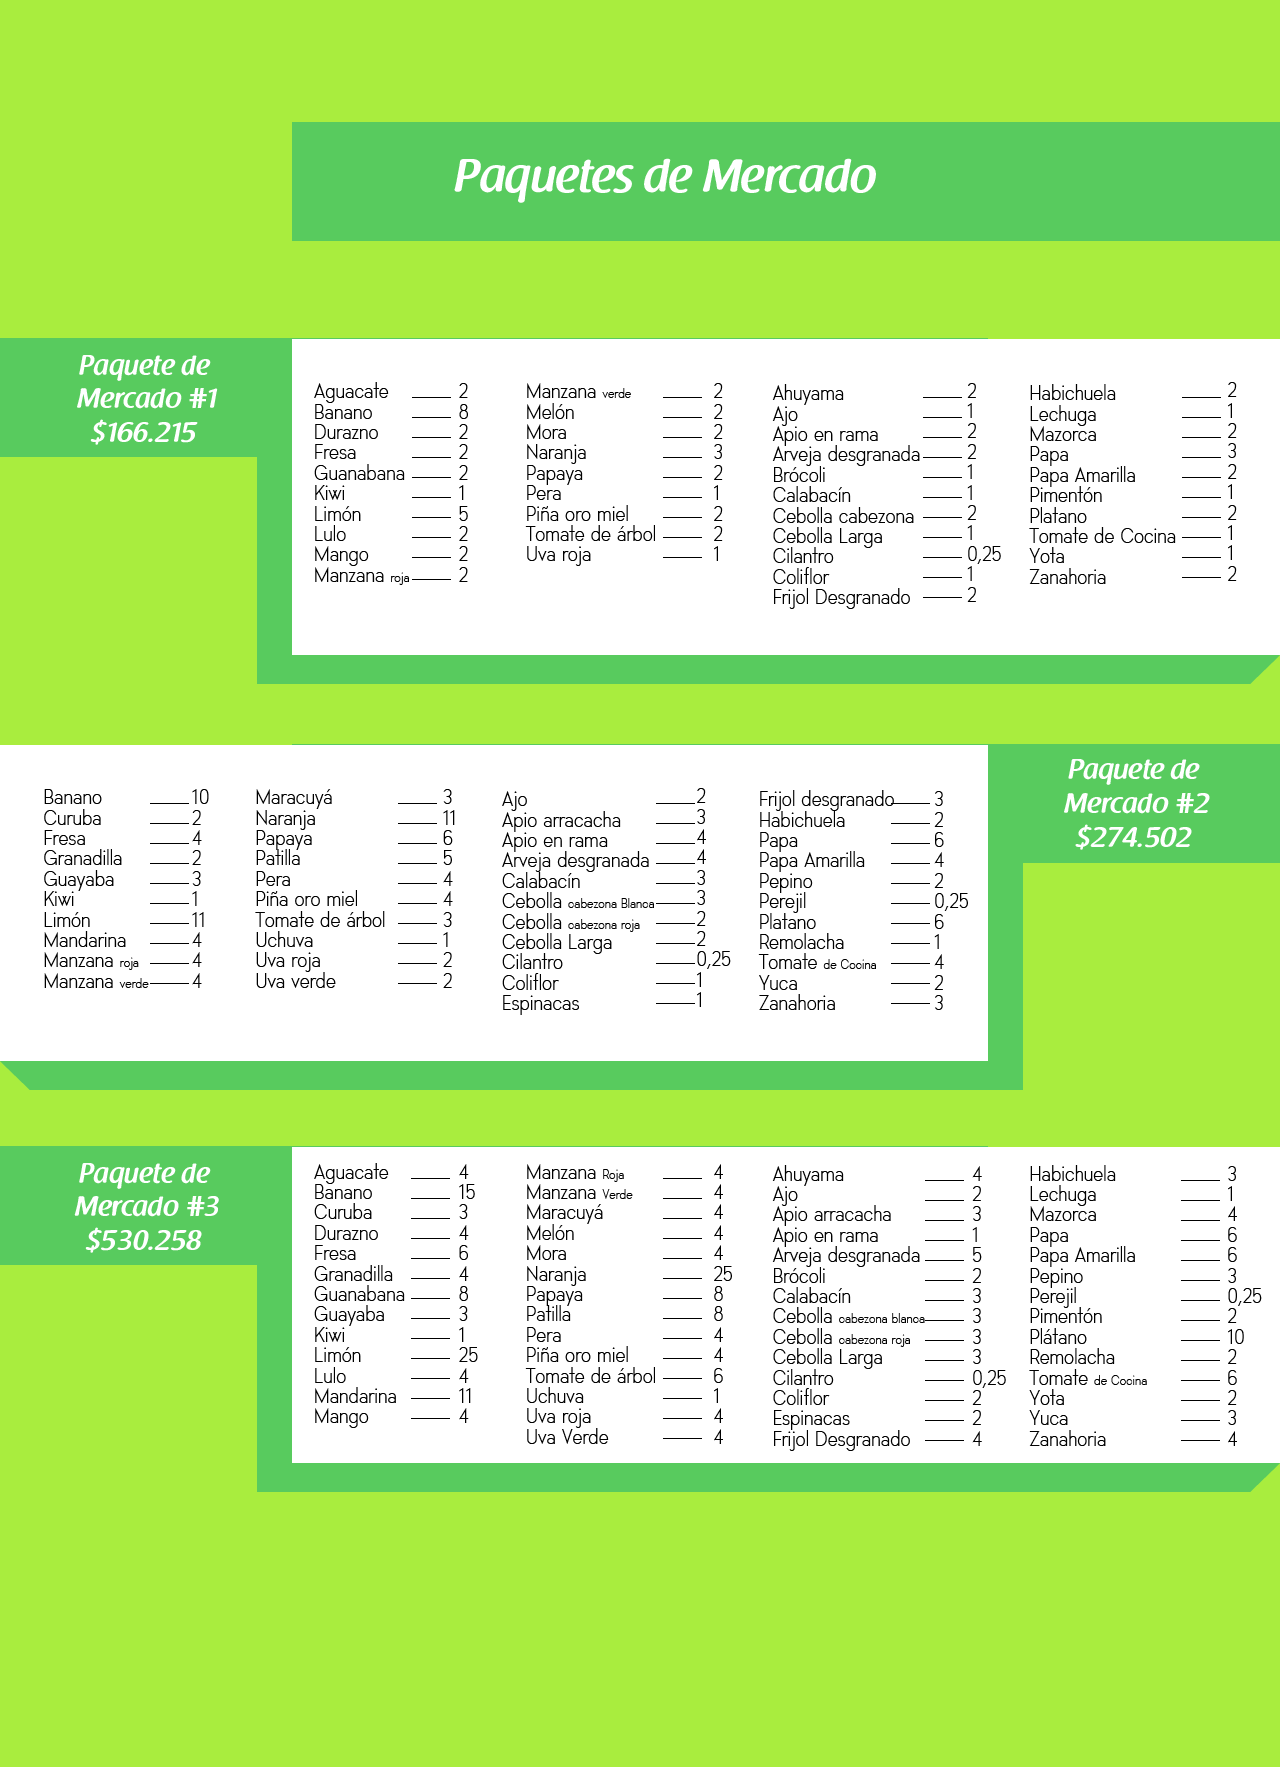 Paquetes de Mercado
Paquete de
Mercado #1
$166.215
Aguacate 2
Banano 8
Durazno 2
Fresa 2
Guanabana 2
Kiwi 1
Limón 5
Lulo 2
Mango 2
Manzana roja 2
Manzana verde 2
Melón 2
Mora 2
Naranja 3
Papaya 2
Pera 1
Piña oro miel 2
Tomate de árbol 2
Uva roja 1
Ahuyama 2
Ajo 1
Apio en rama 2
Arveja desgranada 2
Brócoli 1
Calabacín 1
Cebolla cabezona 2
Cebolla Larga 1
Cilantro 0,25
Coliflor 1
Frijol Desgranado 2
Habichuela 2
Lechuga 1
Mazorca 2
Papa 3
Papa Amarilla 2
Pimentón 1
Platano 2
Tomate de Cocina 1
Yota 1
Zanahoria 2
Paquete de
Mercado #2
$274.502
Banano 10
Curuba 2
Fresa 4
Granadilla 2
Guayaba 3
Kiwi 1
Limón 11
Mandarina 4
Manzana roja 4
Manzana verde 4
Maracuyá 3
Naranja 11
Papaya 6
Patilla 5
Pera 4
Piña oro miel 4
Tomate de árbol 3
Uchuva 1
Uva roja 2
Uva verde 2
Ajo 2
Apio arracacha 3
Apio en rama 4
Arveja desgranada 4
Calabacín 3
Cebolla cabezona Blanca 3
Cebolla cabezona roja 2
Cebolla Larga 2
Cilantro 0,25
Coliflor 1
Espinacas 1
Frijol desgranado 3
Habichuela 2
Papa 6
Papa Amarilla 4
Pepino 2
Perejil 0,25
Platano 6
Remolacha 1
Tomate de Cocina 4
Yuca 2
Zanahoria 3
Paquete de
Mercado #3
$530.258
Aguacate 4
Banano 15
Curuba 3
Durazno 4
Fresa 6
Granadilla 4
Guanabana 8
Guayaba 3
Kiwi 1
Limón 25
Lulo 4
Mandarina 11
Mango 4
Manzana Roja 4
Manzana Verde 4
Maracuyá 4
Melón 4
Mora 4
Naranja 25
Papaya 8
Patilla 8
Pera 4
Piña oro miel 4
Tomate de árbol 6
Uchuva 1
Uva roja 4
Uva Verde 4
Ahuyama 4
Ajo 2
Apio arracacha 3
Apio en rama 1
Arveja desgranada 5
Brócoli 2
Calabacín 3
Cebolla cabezona blanca 3
Cebolla cabezona roja 3
Cebolla Larga 3
Cilantro 0,25
Coliflor 2
Espinacas 2
Frijol Desgranado 4
Habichuela 3
Lechuga 1
Mazorca 4
Papa 6
Papa Amarilla 6
Pepino 3
Perejil 0,25
Pimentón 2
Plátano 10
Remolacha 2
Tomate de Cocina 6
Yota 2
Yuca 3
Zanahoria 4